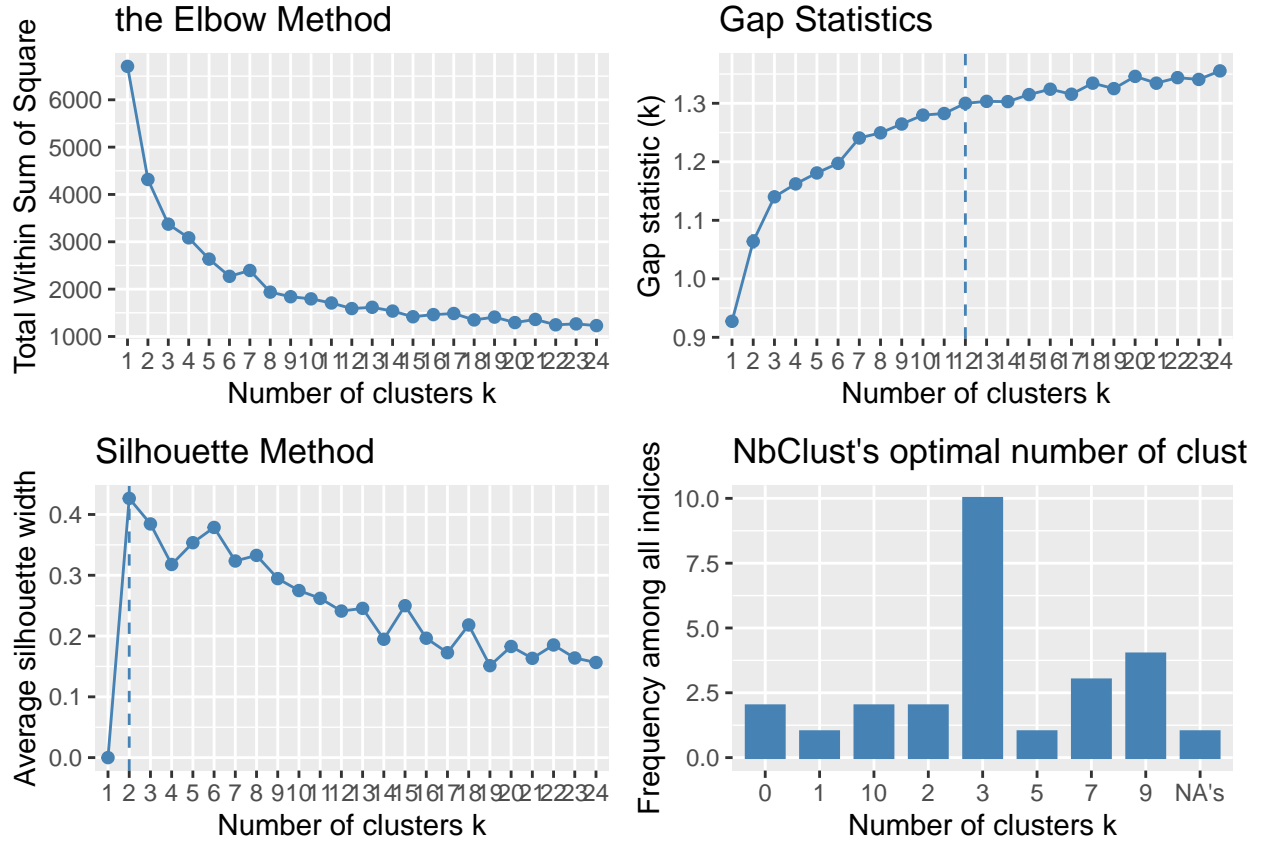 the Elbow Method
Total Within Sum of Square
6000
5000
4000
3000
2000
1000
1 2 3 4 5 6 7 8 9 10 11 12 13 14 15 16 17 18 19 20 21 22 23 24
Number of clusters k
Gap Statistics
Gap statistic (k)
1.3
1.2
1.1
1.0
0.9
1 2 3 4 5 6 7 8 9 10 11 12 13 14 15 16 17 18 19 20 21 22 23 24
Number of clusters k
Silhouette Method
Average silhouette width
0.4
0.3
0.2
0.1
0.0
1 2 3 4 5 6 7 8 9 10 11 12 13 14 15 16 17 18 19 20 21 22 23 24
Number of clusters k
NbClust's optimal number of clust
Frequency among all indices
10.0
7.5
5.0
2.5
0.0
0 1 10 2 3 5 7 9 NA's
Number of clusters k